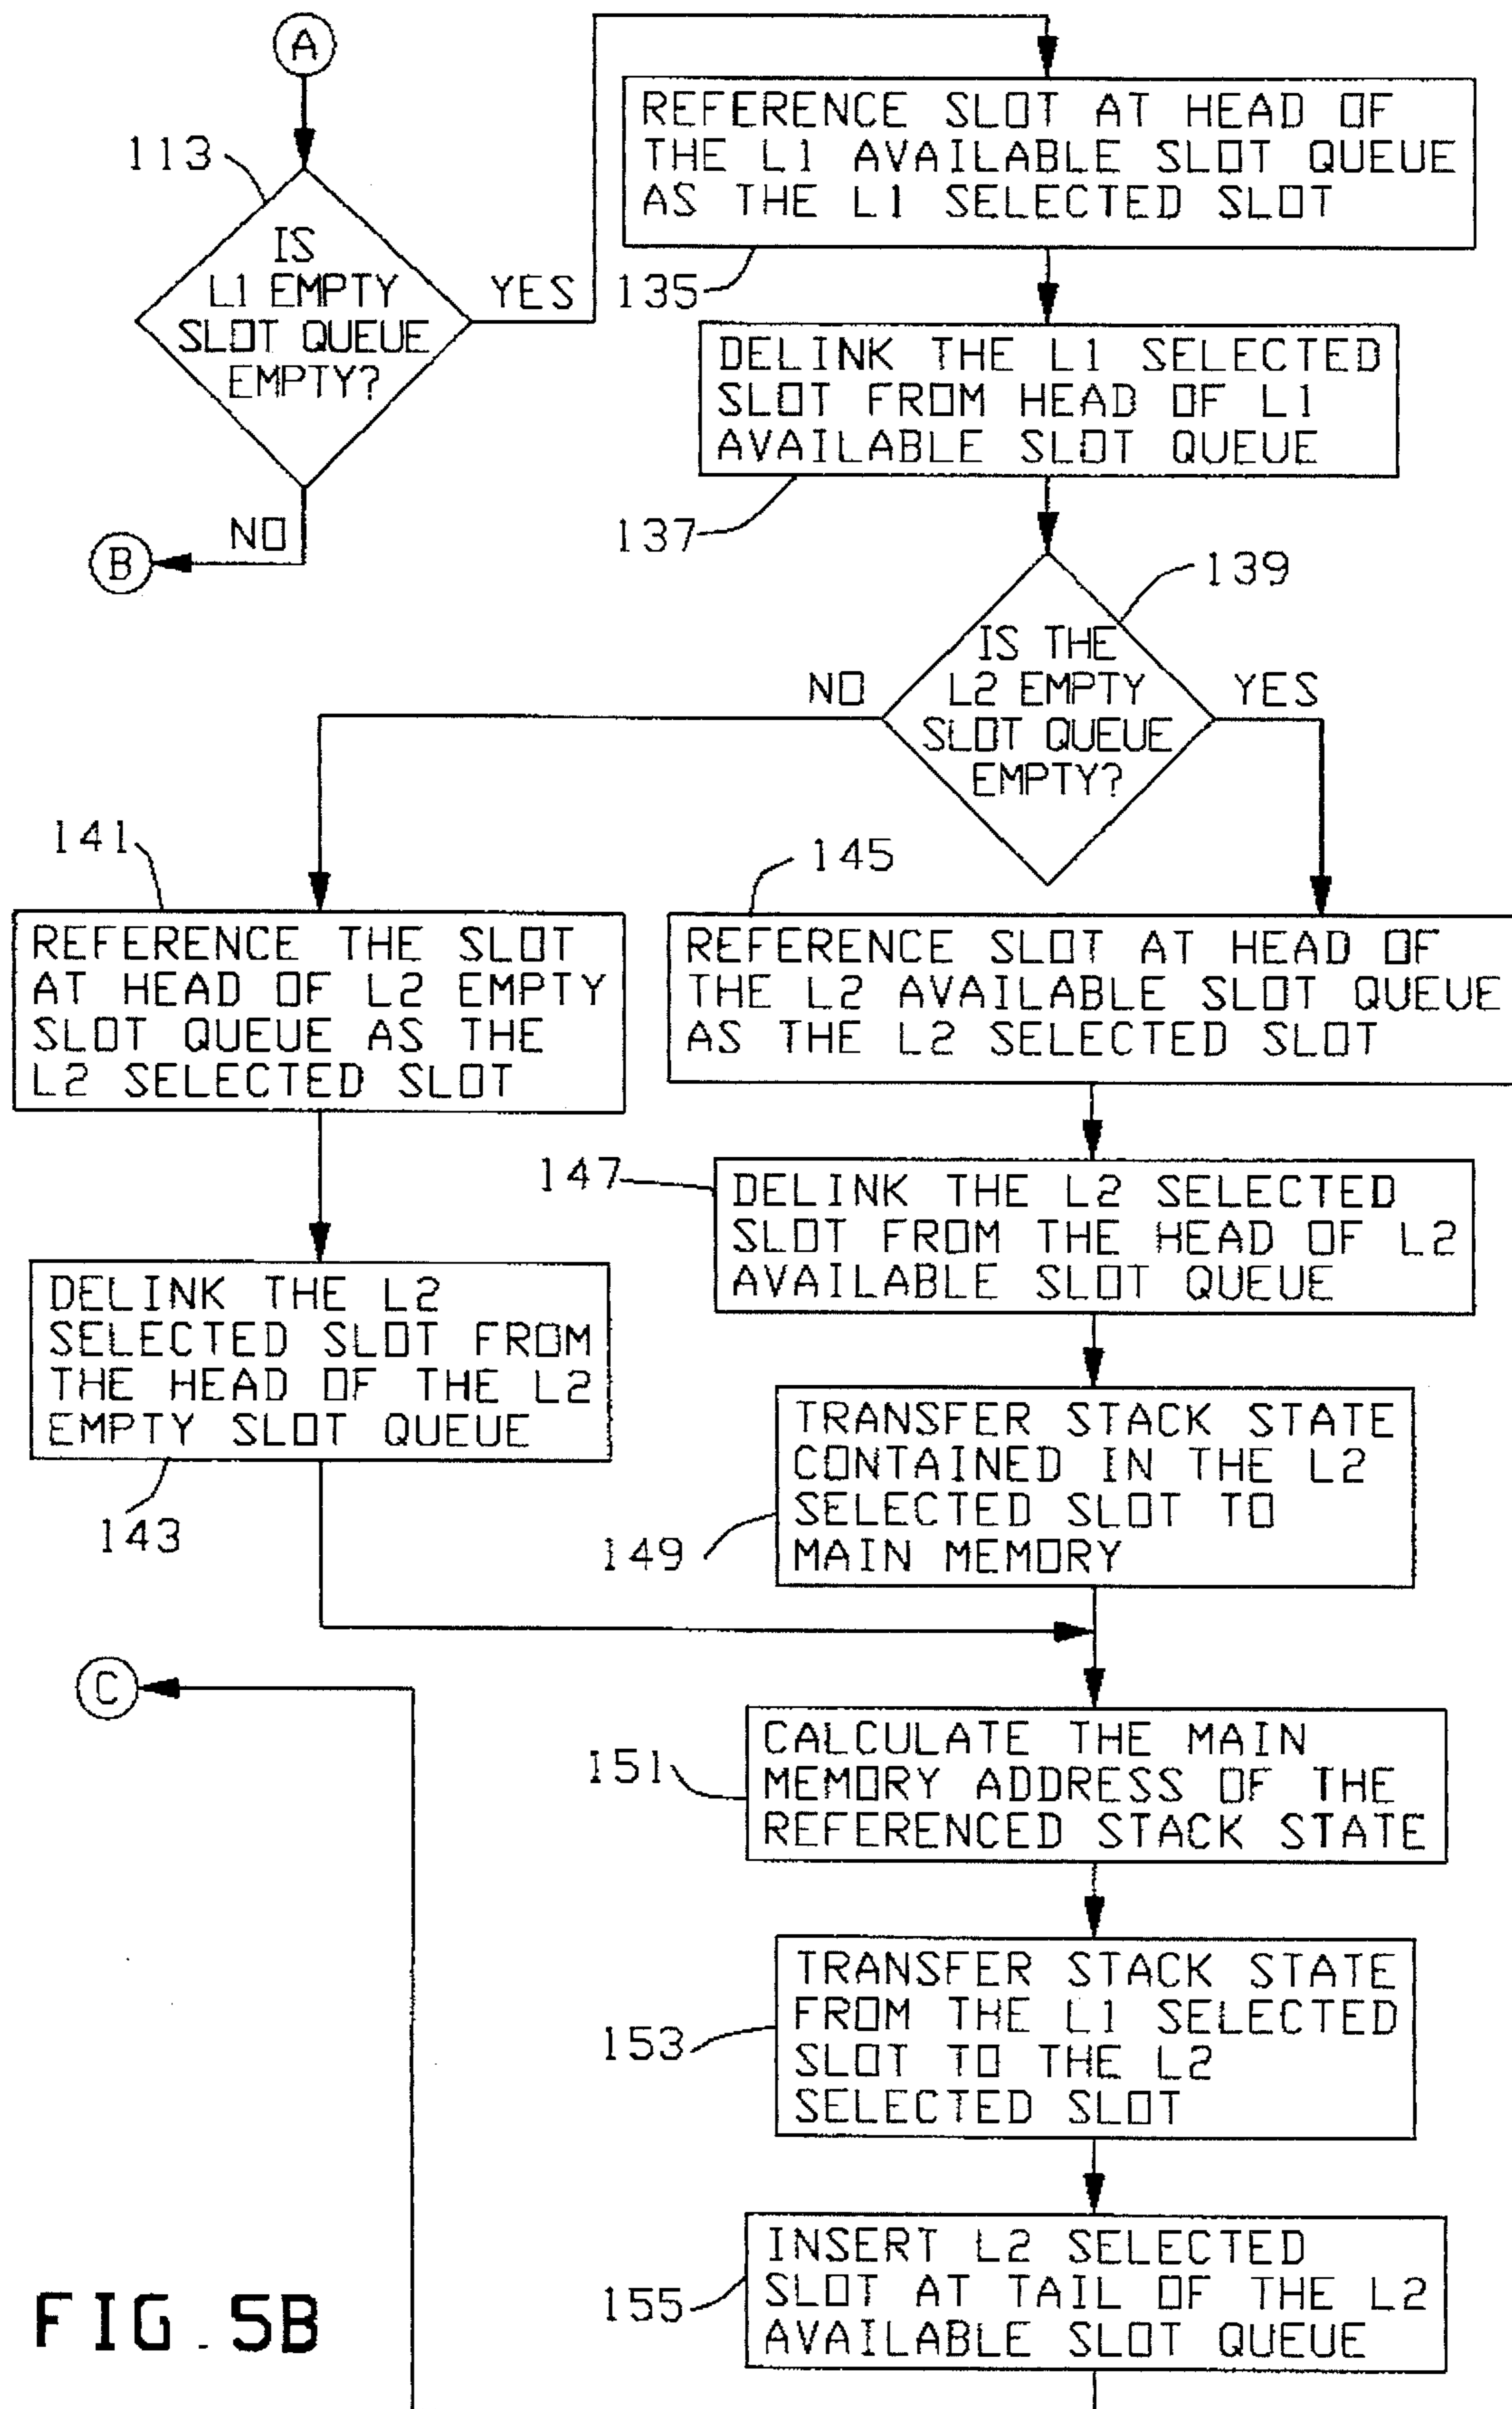 A
113
IS
L1 EMPTY
SLOT QUEUE
EMPTY?
YES
NO
B
REFERENCE SLOT AT HEAD OF
THE L1 AVAILABLE SLOT QUEUE
AS THE L1 SELECTED SLOT
135
DELINK THE L1 SELECTED
SLOT FROM HEAD OF L1
AVAILABLE SLOT QUEUE
137
139
IS THE
L2 EMPTY
SLOT QUEUE
EMPTY?
NO
YES
141
REFERENCE THE SLOT
AT HEAD OF L2 EMPTY
SLOT QUEUE AS THE
L2 SELECTED SLOT
145
REFERENCE SLOT AT HEAD OF
THE L2 AVAILABLE SLOT QUEUE
AS THE L2 SELECTED SLOT
147
DELINK THE L2 SELECTED
SLOT FROM THE HEAD OF L2
AVAILABLE SLOT QUEUE
DELINK THE L2
SELECTED SLOT FROM
THE HEAD OF THE L2
EMPTY SLOT QUEUE
143
TRANSFER STACK STATE
CONTAINED IN THE L2
SELECTED SLOT TO
MAIN MEMORY
149
C
CALCULATE THE MAIN
MEMORY ADDRESS OF THE
REFERENCED STACK STATE
151
TRANSFER STACK STATE
FROM THE L1 SELECTED
SLOT TO THE L2
SELECTED SLOT
153
INSERT L2 SELECTED
SLOT AT TAIL OF THE L2
AVAILABLE SLOT QUEUE
155
FIG. 5B